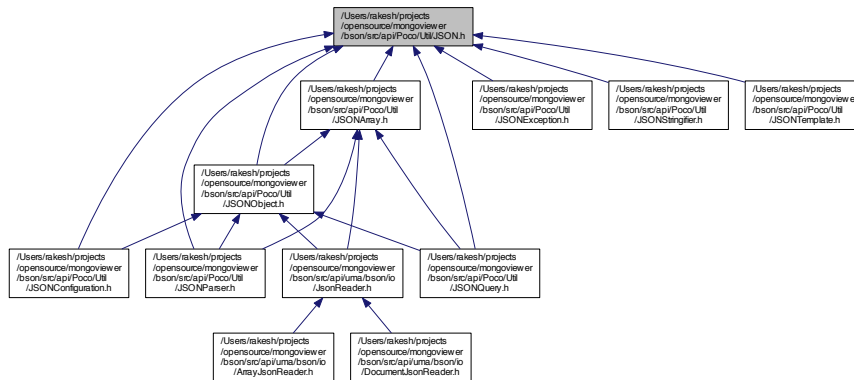 /Users/rakesh/projects
/opensource/mongoviewer
/bson/src/api/Poco/Util/JSON.h
/Users/rakesh/projects
/opensource/mongoviewer
/bson/src/api/Poco/Util
/JSONArray.h
/Users/rakesh/projects
/opensource/mongoviewer
/bson/src/api/Poco/Util
/JSONException.h
/Users/rakesh/projects
/opensource/mongoviewer
/bson/src/api/Poco/Util
/JSONStringifier.h
/Users/rakesh/projects
/opensource/mongoviewer
/bson/src/api/Poco/Util
/JSONTemplate.h
/Users/rakesh/projects
/opensource/mongoviewer
/bson/src/api/Poco/Util
/JSONObject.h
/Users/rakesh/projects
/opensource/mongoviewer
/bson/src/api/Poco/Util
/JSONConfiguration.h
/Users/rakesh/projects
/opensource/mongoviewer
/bson/src/api/Poco/Util
/JSONParser.h
/Users/rakesh/projects
/opensource/mongoviewer
/bson/src/api/uma/bson/io
/JsonReader.h
/Users/rakesh/projects
/opensource/mongoviewer
/bson/src/api/Poco/Util
/JSONQuery.h
/Users/rakesh/projects
/opensource/mongoviewer
/bson/src/api/uma/bson/io
/ArrayJsonReader.h
/Users/rakesh/projects
/opensource/mongoviewer
/bson/src/api/uma/bson/io
/DocumentJsonReader.h